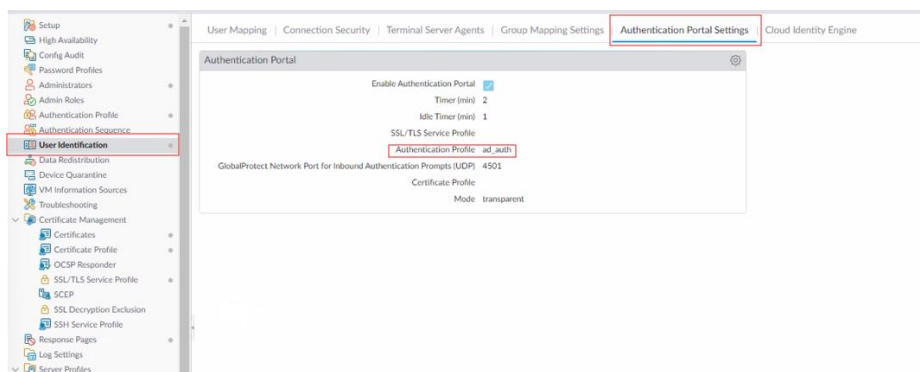 Setup
High Availability
Config Audit
Password Profiles
Administrators
Admin Roles
Authentication Profile
Authentication Sequence
User Identification
Data Redistribution
Device Quarantine
VM Information Sources
Troubleshooting
Certificate Management
Certificates
Certificate Profile
OCSP Responder
SSL/TLS Service Profile
SCEP
SSL Decryption Exclusion
SSH Service Profile
Response Pages
Log Settings
Server Profiles
User Mapping | Connection Security | Terminal Server Agents | Group Mapping Settings | Authentication Portal Settings | Cloud Identity Engine
Authentication Portal
Enable Authentication Portal
Timer (min) 2
Idle Timer (min) 1
SSL/TLS Service Profile
Authentication Profile ad_auth
GlobalProtect Network Port for Inbound Authentication Prompts (UDP) 4501
Certificate Profile
Mode transparent